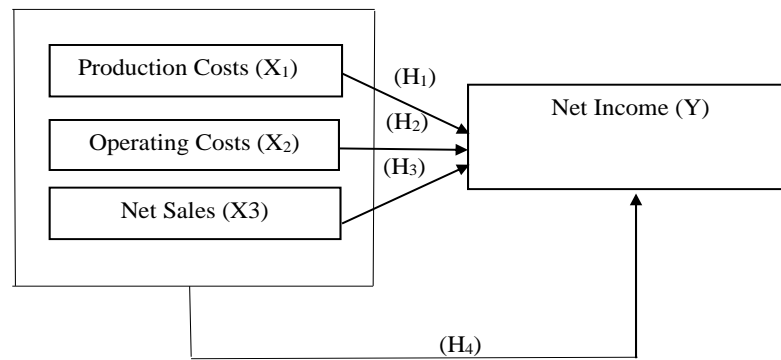 Production Costs (X₁)
(H₁)
Net Income (Y)
(H₂)
Operating Costs (X₂)
(H₃)
Net Sales (X3)
(H₄)